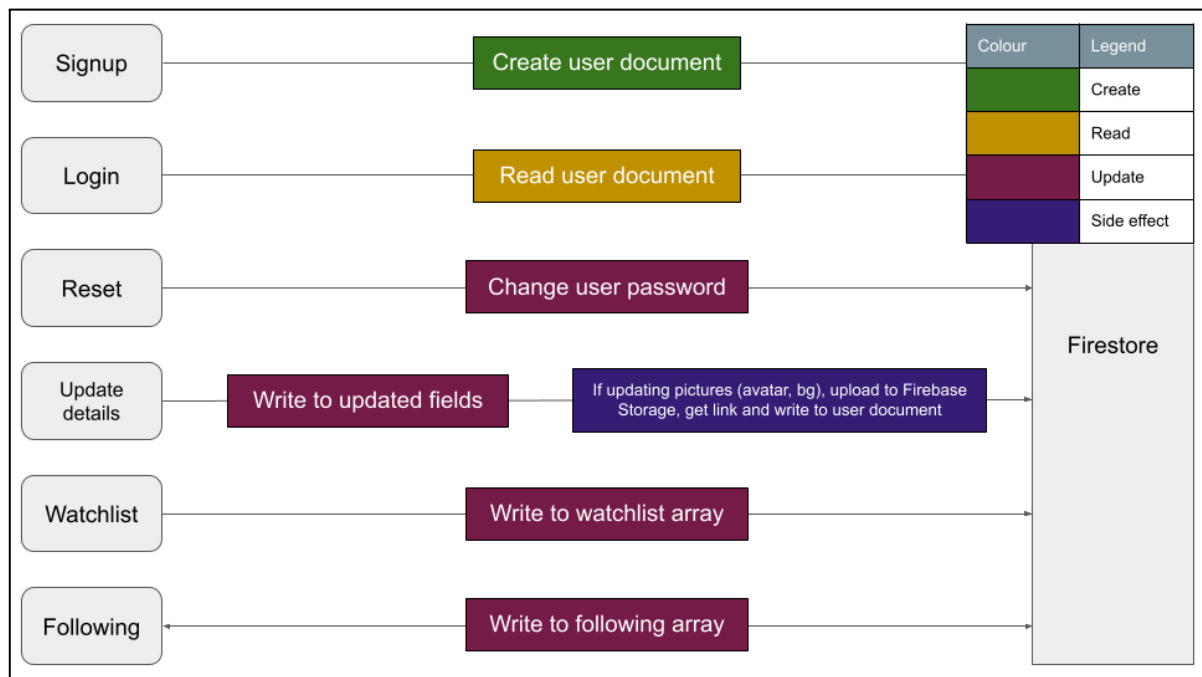 Signup
Create user document
Colour
Legend
Create
Read
Update
Side effect
Login
Read user document
Reset
Change user password
Firestore
Update
details
Write to updated fields
If updating pictures (avatar, bg), upload to Firebase
Storage, get link and write to user document
Watchlist
Write to watchlist array
Following
Write to following array